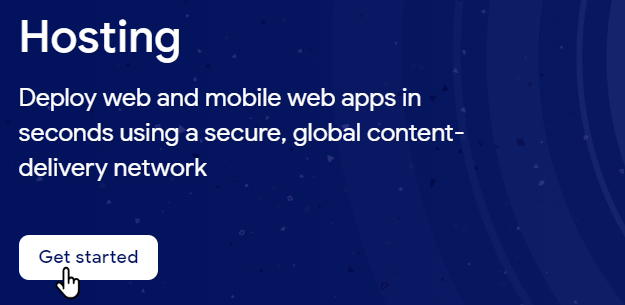 Hosting
Deploy web and mobile web apps in
seconds using a secure, global content-
delivery network
Get started